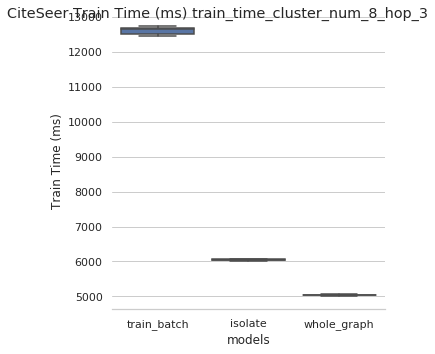 CiteSeer Train Time (ms) train_time_cluster_num_8_hop_3
13000
12000
11000
10000
9000
8000
7000
6000
5000
Train Time (ms)
train_batch isolate whole_graph
models